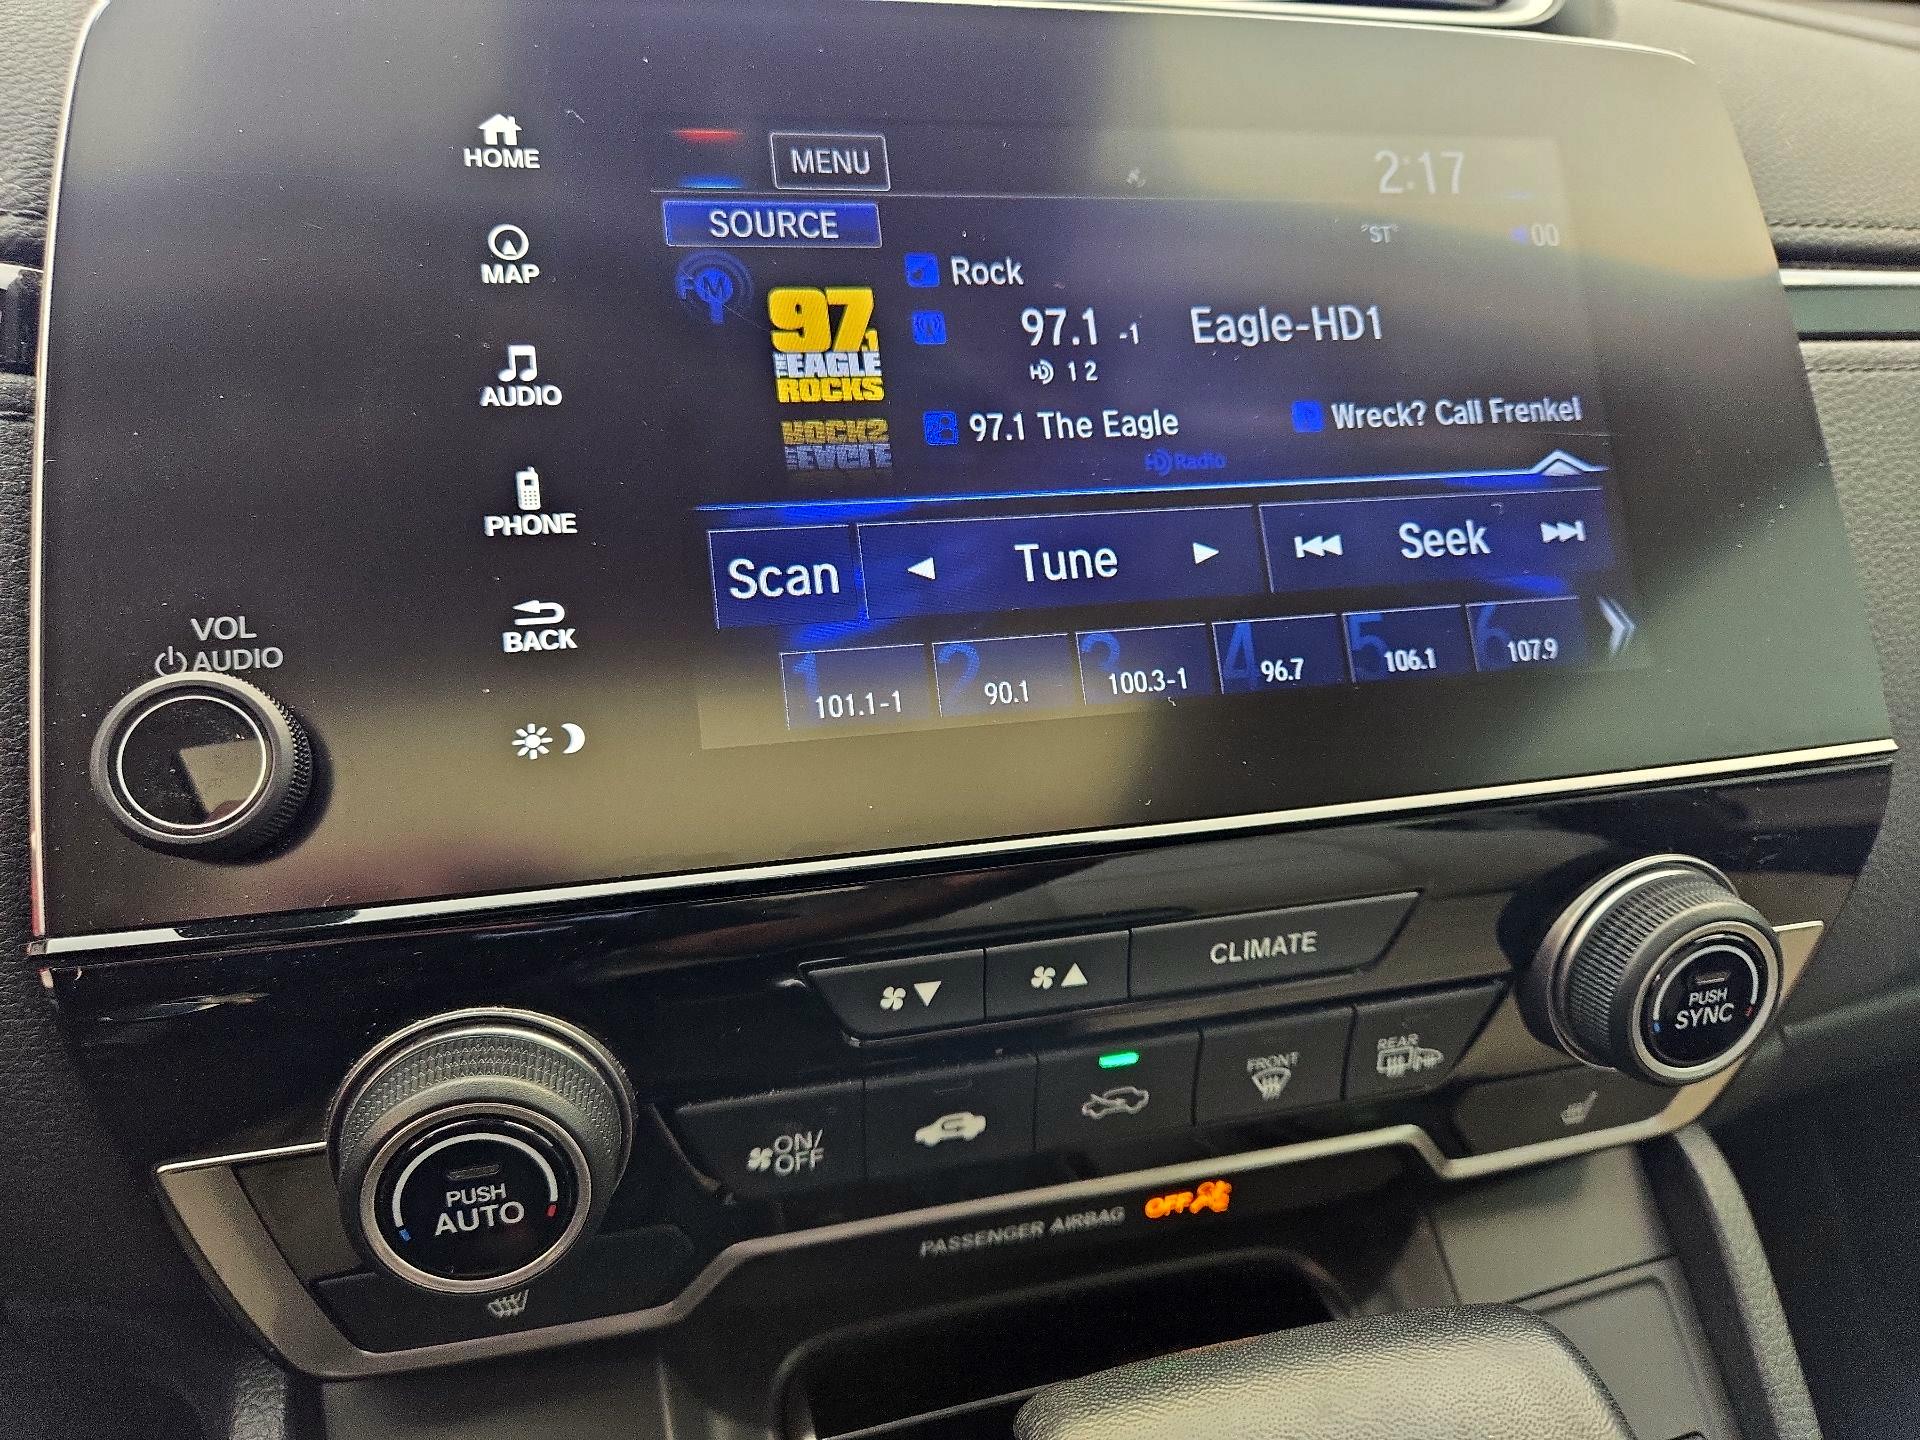 HOME
MAP
AUDIO
PHONE
BACK
VOL
AUDIO
MENU
2:17
SOURCE
"ST"
00
FM
Rock
97.1
THE EAGLE
ROCKS
97.1 -1 Eagle-HD1
HD 1 2
97.1 The Eagle
Wreck? Call Frenkel
HD Radio
Scan
Tune
Seek
1 101.1-1
2 90.1
3 100.3-1
4 96.7
5 106.1
6 107.9
CLIMATE
PUSH
SYNC
ON/
OFF
FRONT
REAR
PUSH
AUTO
PASSENGER AIRBAG OFF